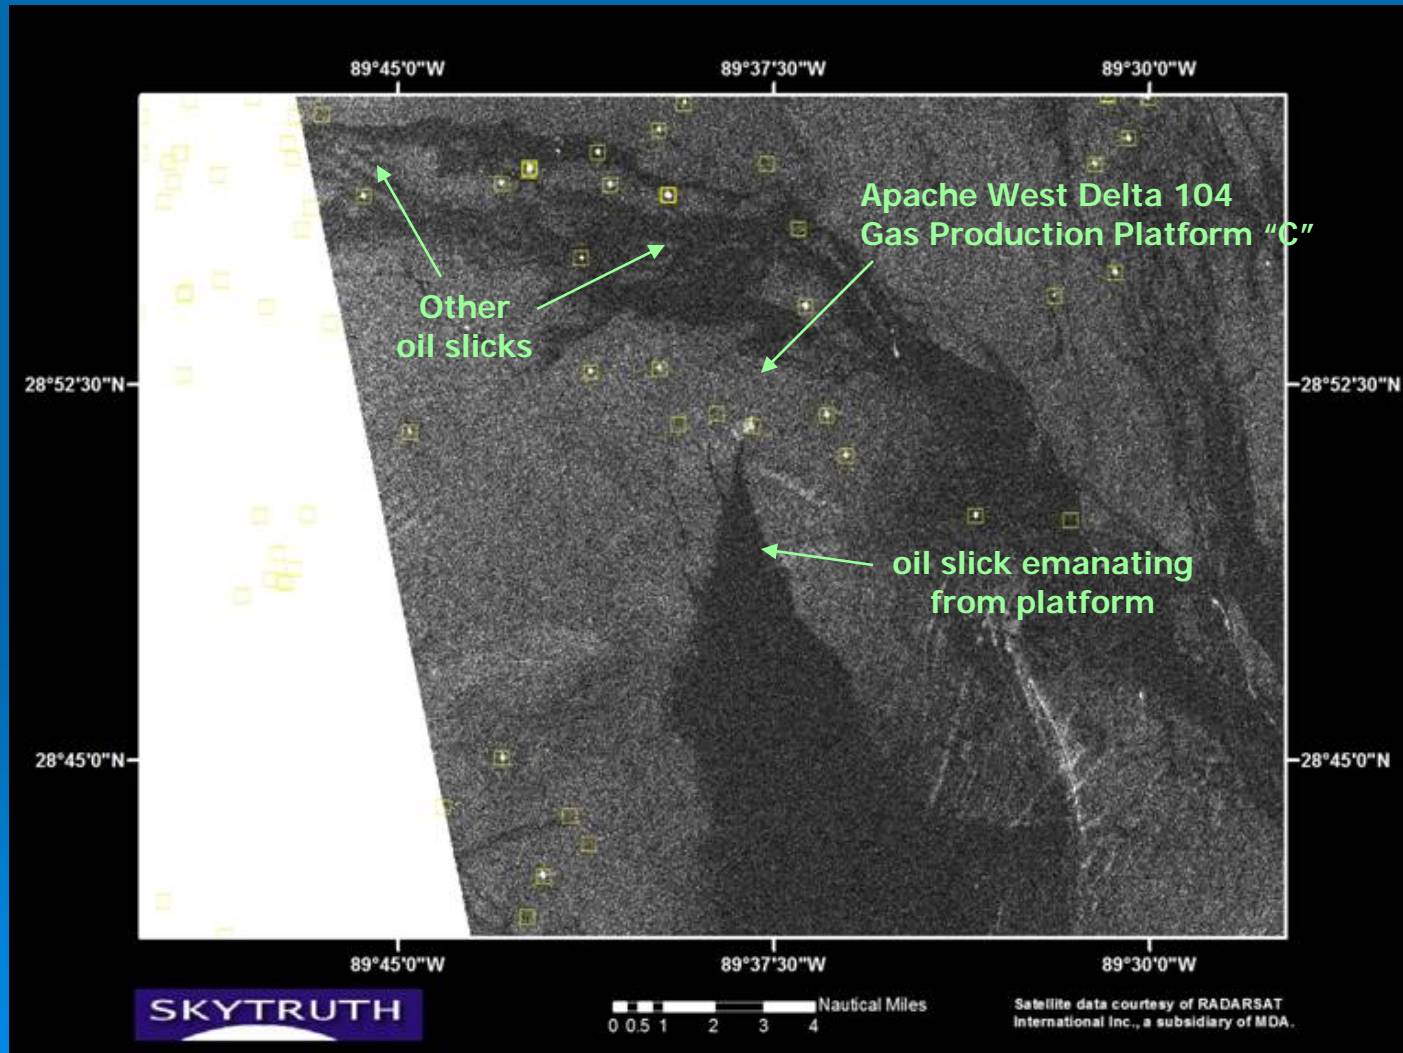 89°45'0"W
89°37'30"W
89°30'0"W
Apache West Delta 104
Gas Production Platform “C”
Other
oil slicks
28°52'30"N
28°52'30"N
oil slick emanating
from platform
28°45'0"N
28°45'0"N
89°45'0"W
89°37'30"W
89°30'0"W
SKYTRUTH
Nautical Miles
0 0.5 1 2 3 4
Satellite data courtesy of RADARSAT
International Inc., a subsidiary of MDA.